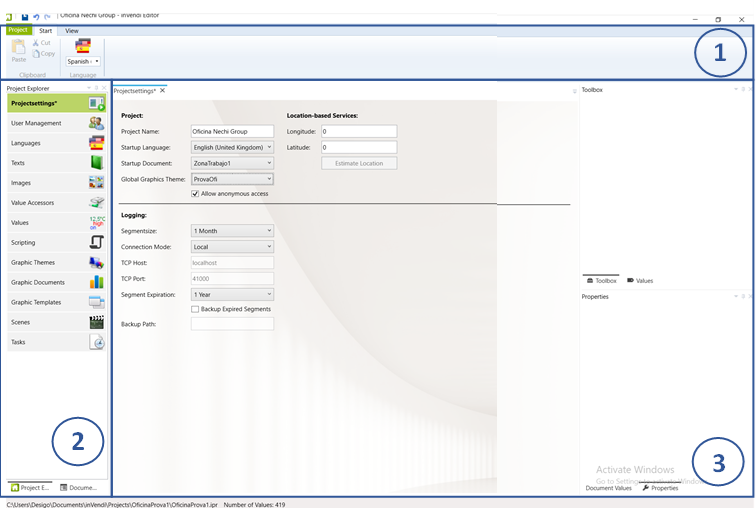 Oficina Nechi Group - inVendi Editor
Project Start View
Cut
Copy
Paste
Spanish (
Clipboard
Language
1
Project Explorer
Projectsettings*
User Management
Languages
Texts
Images
Value Accessors
Values
12,5°C
high
on
Scripting
Graphic Themes
Graphic Documents
Graphic Templates
Scenes
Tasks
2
Project E...
Docume...
Projectsettings*
Project:
Project Name: Oficina Nechi Group
Startup Language: English (United Kingdom)
Startup Document: ZonaTrabajo1
Global Graphics Theme: ProvaOfi
Allow anonymous access
Location-based Services:
Longitude: 0
Latitude: 0
Estimate Location
Logging:
Segmentsize: 1 Month
Connection Mode: Local
TCP Host: localhost
TCP Port: 41000
Segment Expiration: 1 Year
Backup Expired Segments
Backup Path:
Toolbox
Toolbox Values
Properties
3
Activate Windows
Go to Settings to activate Windows
Document Values Properties
C:\Users\Desigo\Documents\inVendi\Projects\OficinaProva1\OficinaProva1.ipr Number of Values: 419